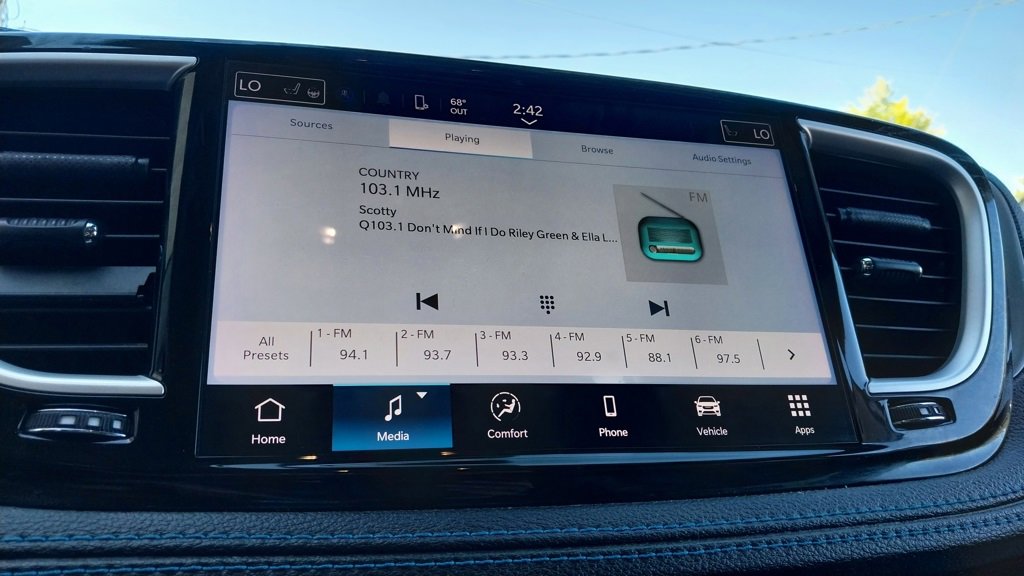 LO
68°
OUT
2:42
LO
Sources
Playing
Browse
Audio Settings
COUNTRY
103.1 MHz
Scotty
Q103.1 Don't Mind If I Do Riley Green & Ella L...
FM
All
Presets
1 - FM
94.1
2 - FM
93.7
3 - FM
93.3
4 - FM
92.9
5 - FM
88.1
6 - FM
97.5
Home
Media
Comfort
Phone
Vehicle
Apps